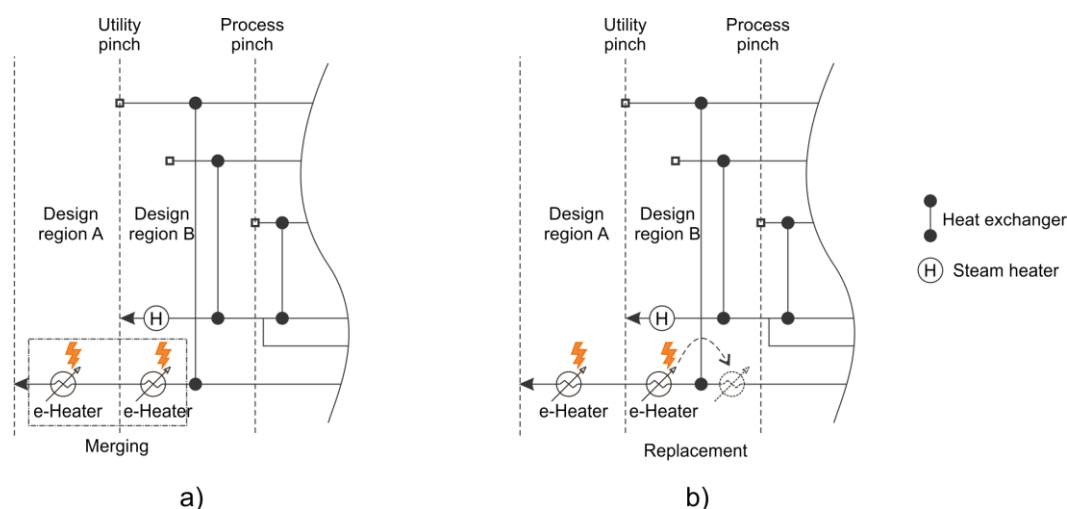 Utility
pinch
Process
pinch
Design
region A
Design
region B
H
e-Heater
e-Heater
Merging
a)
Utility
pinch
Process
pinch
Design
region A
Design
region B
H
e-Heater
e-Heater
Replacement
b)
Heat exchanger
H Steam heater